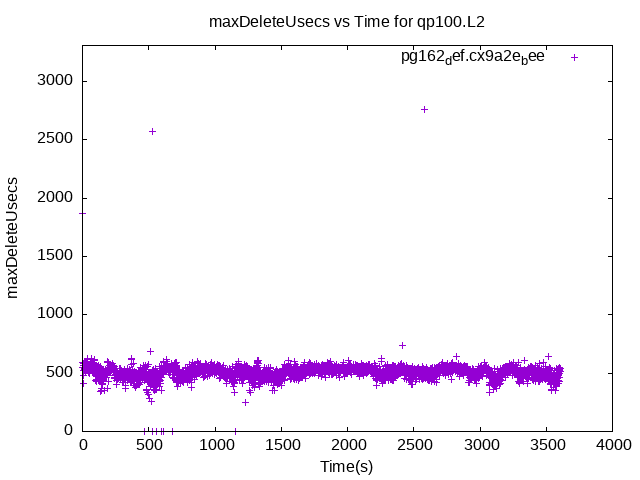 maxDeleteUsecs vs Time for qp100.L2
pg162def.cx9a2ebee
3000
2500
2000
1500
1000
500
0
maxDeleteUsecs
0 500 1000 1500 2000 2500 3000 3500 4000
Time(s)